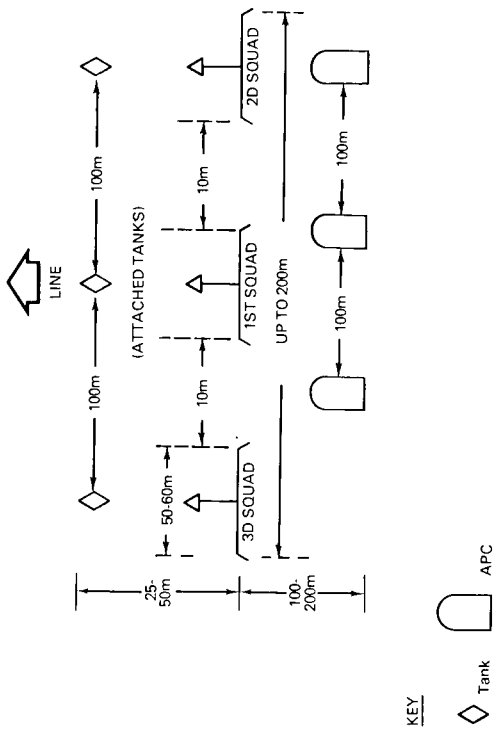 LINE
100m
100m
(ATTACHED TANKS)
25-
50m
50-60m
10m
10m
3D SQUAD
1ST SQUAD
2D SQUAD
UP TO 200m
100-
200m
100m
100m
KEY
Tank
APC